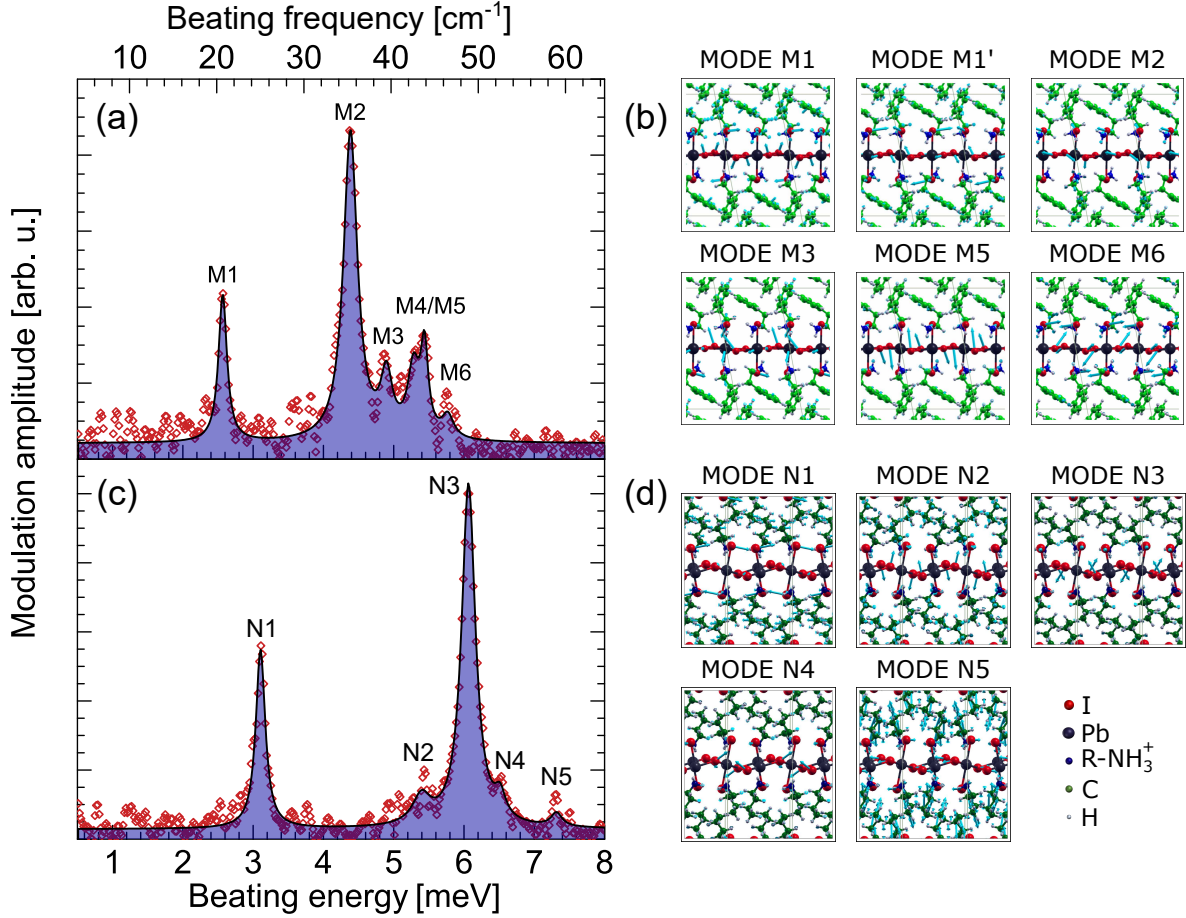 Beating frequency [cm⁻¹]
10 20 30 40 50 60
Modulation amplitude [arb. u.]
(a)
M1
M2
M3
M4/M5
M6
(b)
MODE M1 MODE M1' MODE M2
MODE M3 MODE M5 MODE M6
(c)
N1
N2
N3
N4
N5
1 2 3 4 5 6 7 8
Beating energy [meV]
(d)
MODE N1 MODE N2 MODE N3
MODE N4 MODE N5
I
Pb
R-NH₃⁺
C
H